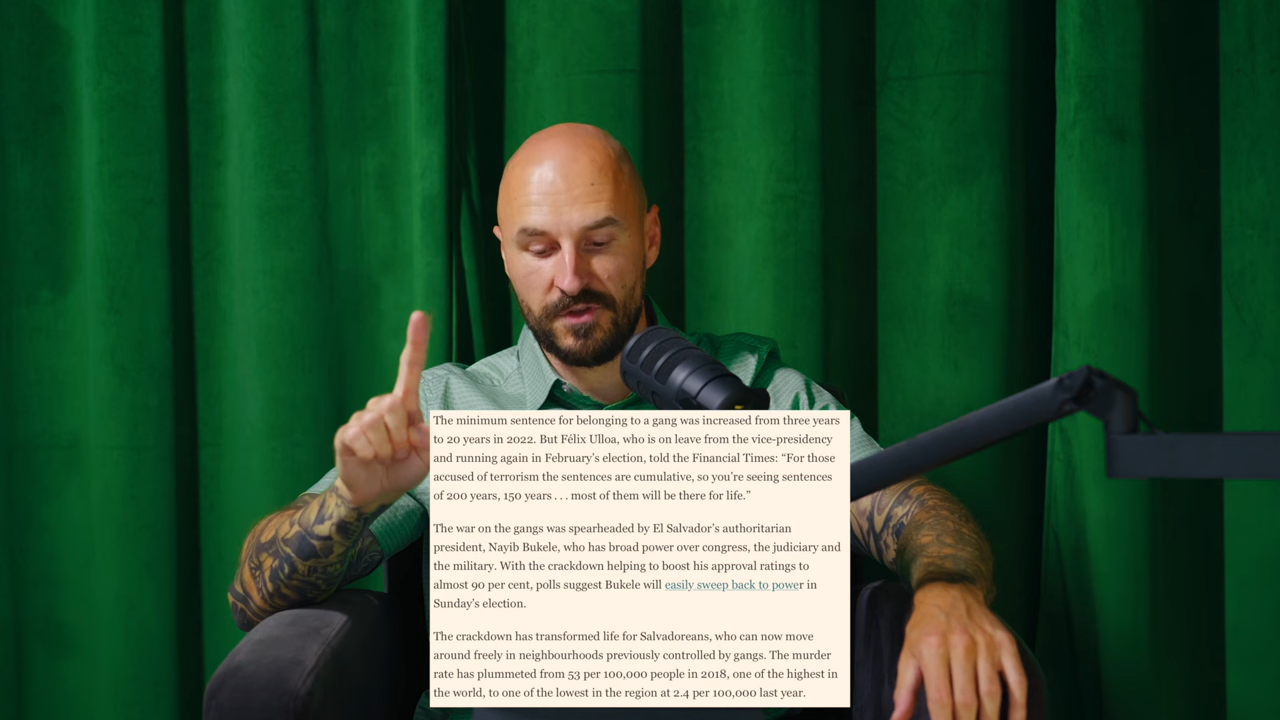 The minimum sentence for belonging to a gang was increased from three years
to 20 years in 2022. But Félix Ulloa, who is on leave from the vice-presidency
and running again in February’s election, told the Financial Times: “For those
accused of terrorism the sentences are cumulative, so you’re seeing sentences
of 200 years, 150 years . . . most of them will be there for life.”
The war on the gangs was spearheaded by El Salvador’s authoritarian
president, Nayib Bukele, who has broad power over congress, the judiciary and
the military. With the crackdown helping to boost his approval ratings to
almost 90 per cent, polls suggest Bukele will easily sweep back to power in
Sunday’s election.
The crackdown has transformed life for Salvadoreans, who can now move
around freely in neighbourhoods previously controlled by gangs. The murder
rate has plummeted from 53 per 100,000 people in 2018, one of the highest in
the world, to one of the lowest in the region at 2.4 per 100,000 last year.